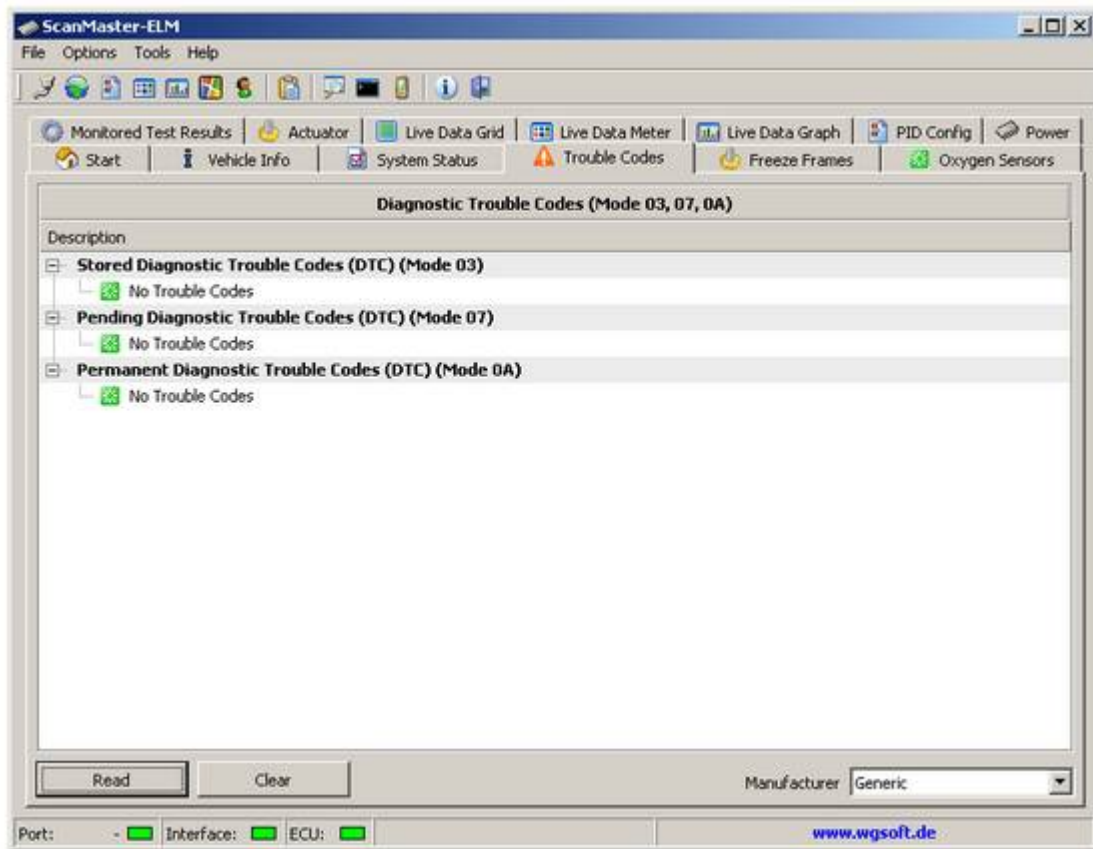 ScanMaster-ELM
File Options Tools Help
Monitored Test Results Actuator Live Data Grid Live Data Meter Live Data Graph PID Config Power
Start Vehicle Info System Status Trouble Codes Freeze Frames Oxygen Sensors
Diagnostic Trouble Codes (Mode 03, 07, 0A)
Description
Stored Diagnostic Trouble Codes (DTC) (Mode 03)
No Trouble Codes
Pending Diagnostic Trouble Codes (DTC) (Mode 07)
No Trouble Codes
Permanent Diagnostic Trouble Codes (DTC) (Mode 0A)
No Trouble Codes
Read Clear Manufacturer Generic
Port: - Interface: ECU: www.wgsoft.de